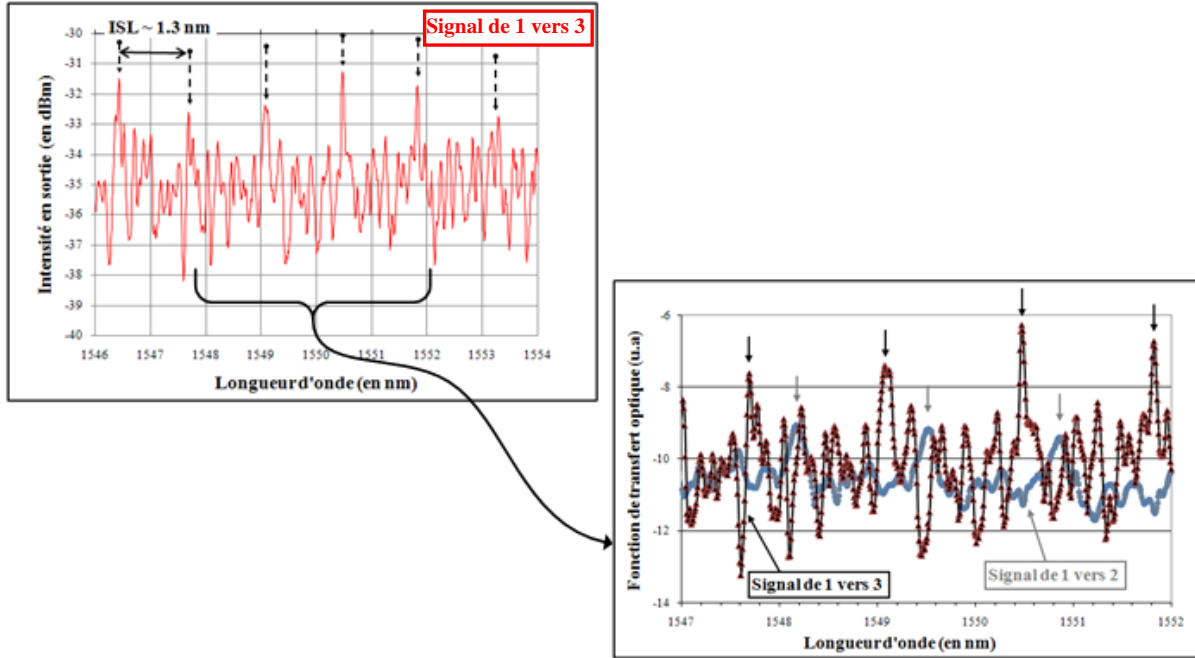 ISL ~ 1.3 nm
Signal de 1 vers 3
Intensité en sortie (en dBm)
-30
-31
-32
-33
-34
-35
-36
-37
-38
-39
-40
1546 1547 1548 1549 1550 1551 1552 1553 1554
Longueur d'onde (en nm)
Fonction de transfert optique (u.a)
-6
-8
-10
-12
-14
Signal de 1 vers 3
Signal de 1 vers 2
1547 1548 1549 1550 1551 1552
Longueur d'onde (en nm)